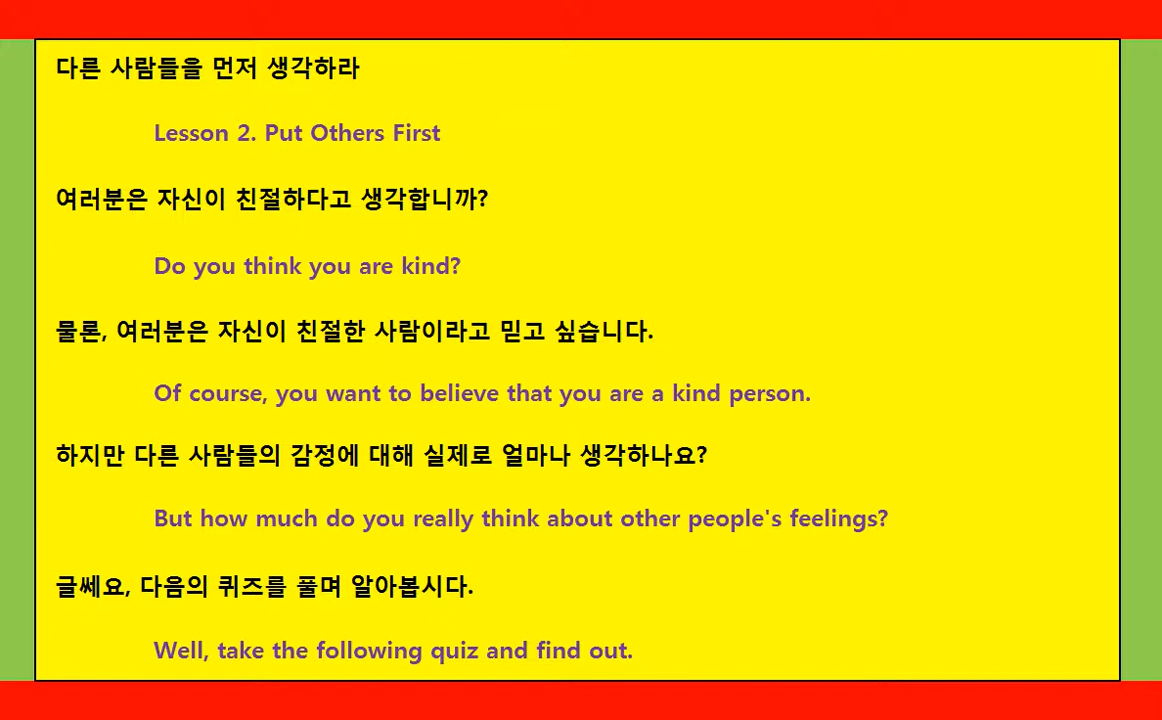 다른 사람들을 먼저 생각하라
Lesson 2. Put Others First
여러분은 자신이 친절하다고 생각합니까?
Do you think you are kind?
물론, 여러분은 자신이 친절한 사람이라고 믿고 싶습니다.
Of course, you want to believe that you are a kind person.
하지만 다른 사람들의 감정에 대해 실제로 얼마나 생각하나요?
But how much do you really think about other people's feelings?
글쎄요, 다음의 퀴즈를 풀며 알아봅시다.
Well, take the following quiz and find out.